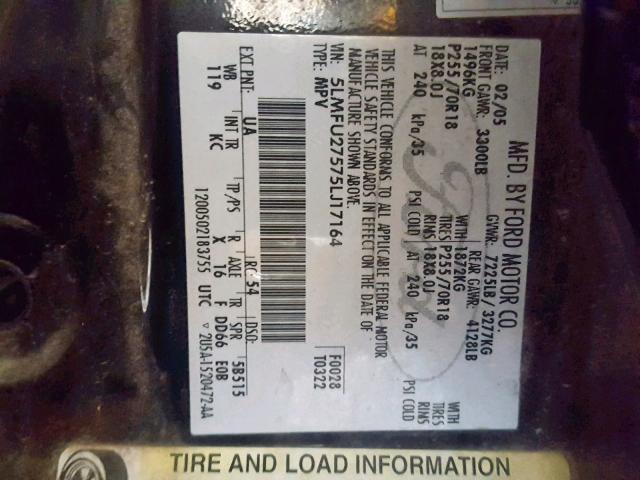 MFD. BY FORD MOTOR CO.
DATE: 02/05 GVWR: 7225LB / 3277KG
FRONT GAWR: 3300LB REAR GAWR: 4128LB
1496KG WITH 1872KG WITH
P255/70R18 TIRES P255/70R18 TIRES
18X8.0J RIMS 18X8.0J RIMS
AT 240 kPa/35 PSI COLD AT 240 kPa/35 PSI COLD
THIS VEHICLE CONFORMS TO ALL APPLICABLE FEDERAL MOTOR
VEHICLE SAFETY STANDARDS IN EFFECT ON THE DATE OF
MANUFACTURE SHOWN ABOVE.
VIN: 5LMFU27575LJ17164 F0028
TYPE: MPV T0322
EXT PNT: UA RC: 54 DSO:
WB INT TR TP/PS R AXLE TR SPR
119 KC X 16 F DD66 5B515
E0B
1200502183755 UTC ▽ 2U5A-1520472-AA
TIRE AND LOAD INFORMATION